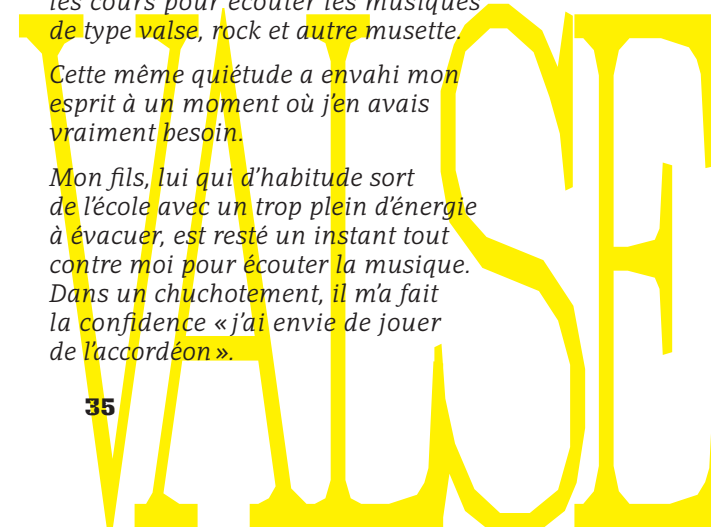 les cours pour écouter les musiques
de type valse, rock et autre musette.
Cette même quiétude a envahi mon
esprit à un moment où j'en avais
vraiment besoin.
Mon fils, lui qui d'habitude sort
de l'école avec un trop plein d'énergie
à évacuer, est resté un instant tout
contre moi pour écouter la musique.
Dans un chuchotement, il m'a fait
la confidence « j'ai envie de jouer
de l'accordéon ».
35
VALSE